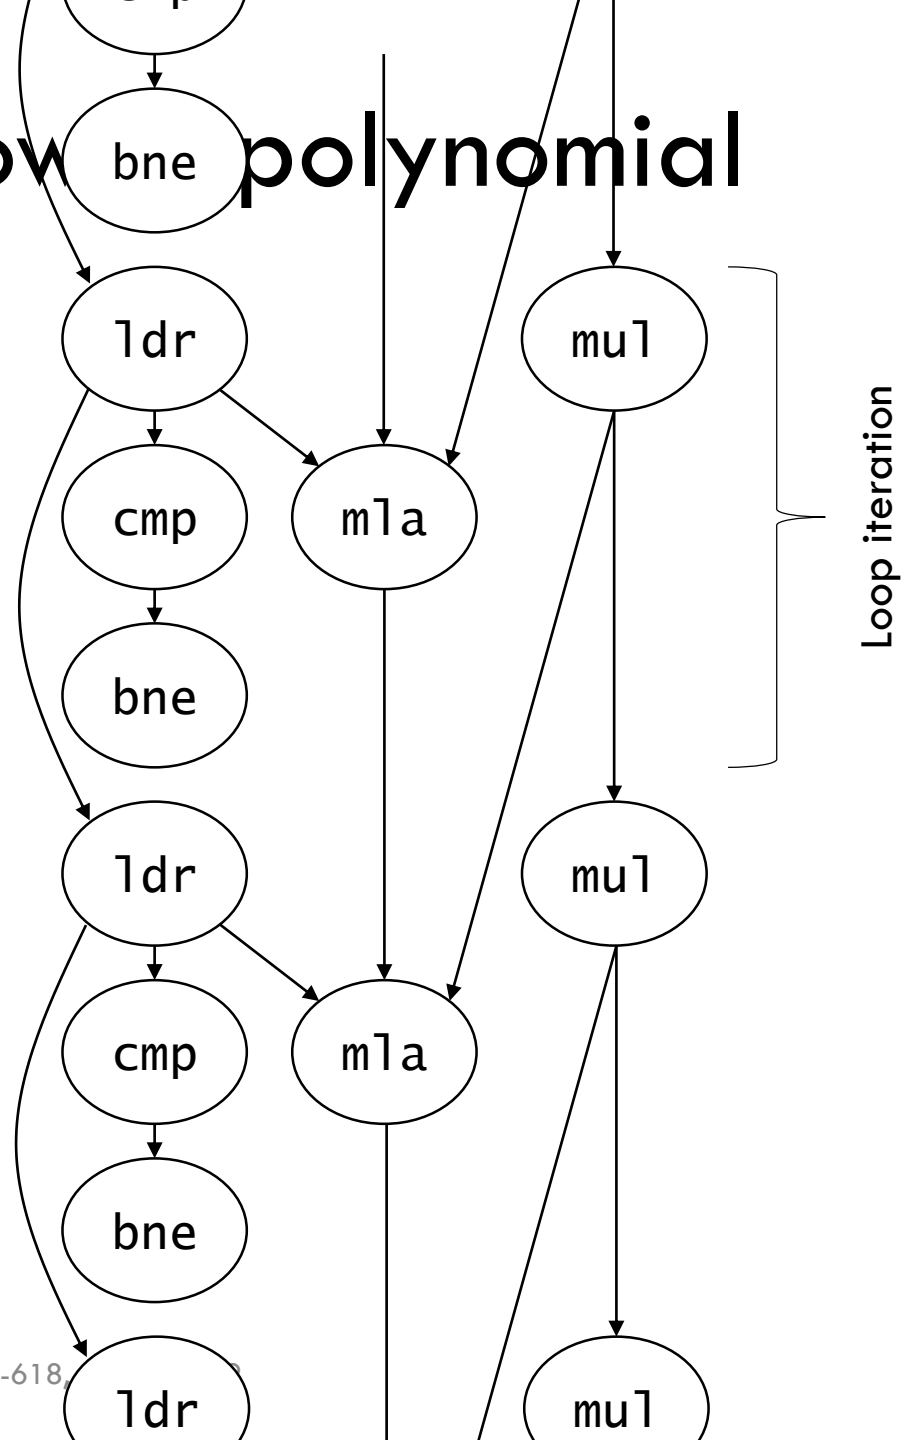 bne
polynomial
ldr
mul
cmp
mla
bne
Loop iteration
ldr
mul
cmp
mla
bne
-618,
ldr
mul